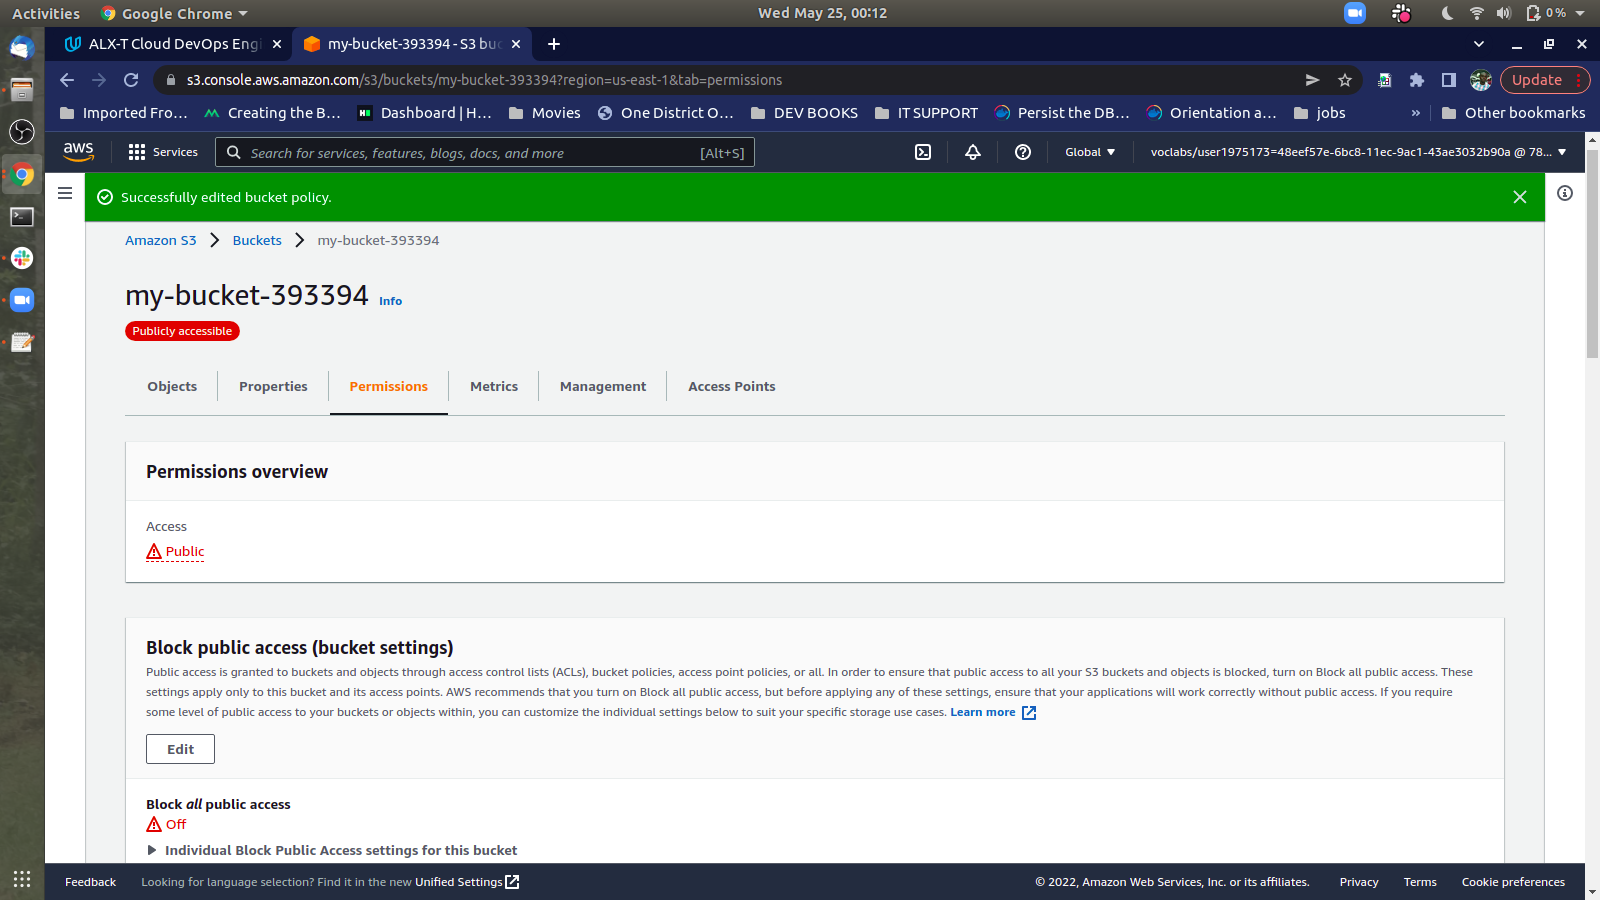 Activities
Google Chrome
Wed May 25, 00:12
0 %
ALX-T Cloud DevOps Engi
my-bucket-393394 - S3 buc
s3.console.aws.amazon.com/s3/buckets/my-bucket-393394?region=us-east-1&tab=permissions
Update
Imported Fro...
Creating the B...
Dashboard | H...
Movies
One District O...
DEV BOOKS
IT SUPPORT
Persist the DB...
Orientation a...
jobs
»
Other bookmarks
aws
Services
Search for services, features, blogs, docs, and more
[Alt+S]
Global
voclabs/user1975173=48eef57e-6bc8-11ec-9ac1-43ae3032b90a @ 78...
Successfully edited bucket policy.
Amazon S3
Buckets
my-bucket-393394
my-bucket-393394
Info
Publicly accessible
Objects
Properties
Permissions
Metrics
Management
Access Points
Permissions overview
Access
Public
Block public access (bucket settings)
Public access is granted to buckets and objects through access control lists (ACLs), bucket policies, access point policies, or all. In order to ensure that public access to all your S3 buckets and objects is blocked, turn on Block all public access. These
settings apply only to this bucket and its access points. AWS recommends that you turn on Block all public access, but before applying any of these settings, ensure that your applications will work correctly without public access. If you require
some level of public access to your buckets or objects within, you can customize the individual settings below to suit your specific storage use cases. Learn more
Edit
Block all public access
Off
Individual Block Public Access settings for this bucket
Feedback
Looking for language selection? Find it in the new Unified Settings
© 2022, Amazon Web Services, Inc. or its affiliates.
Privacy
Terms
Cookie preferences